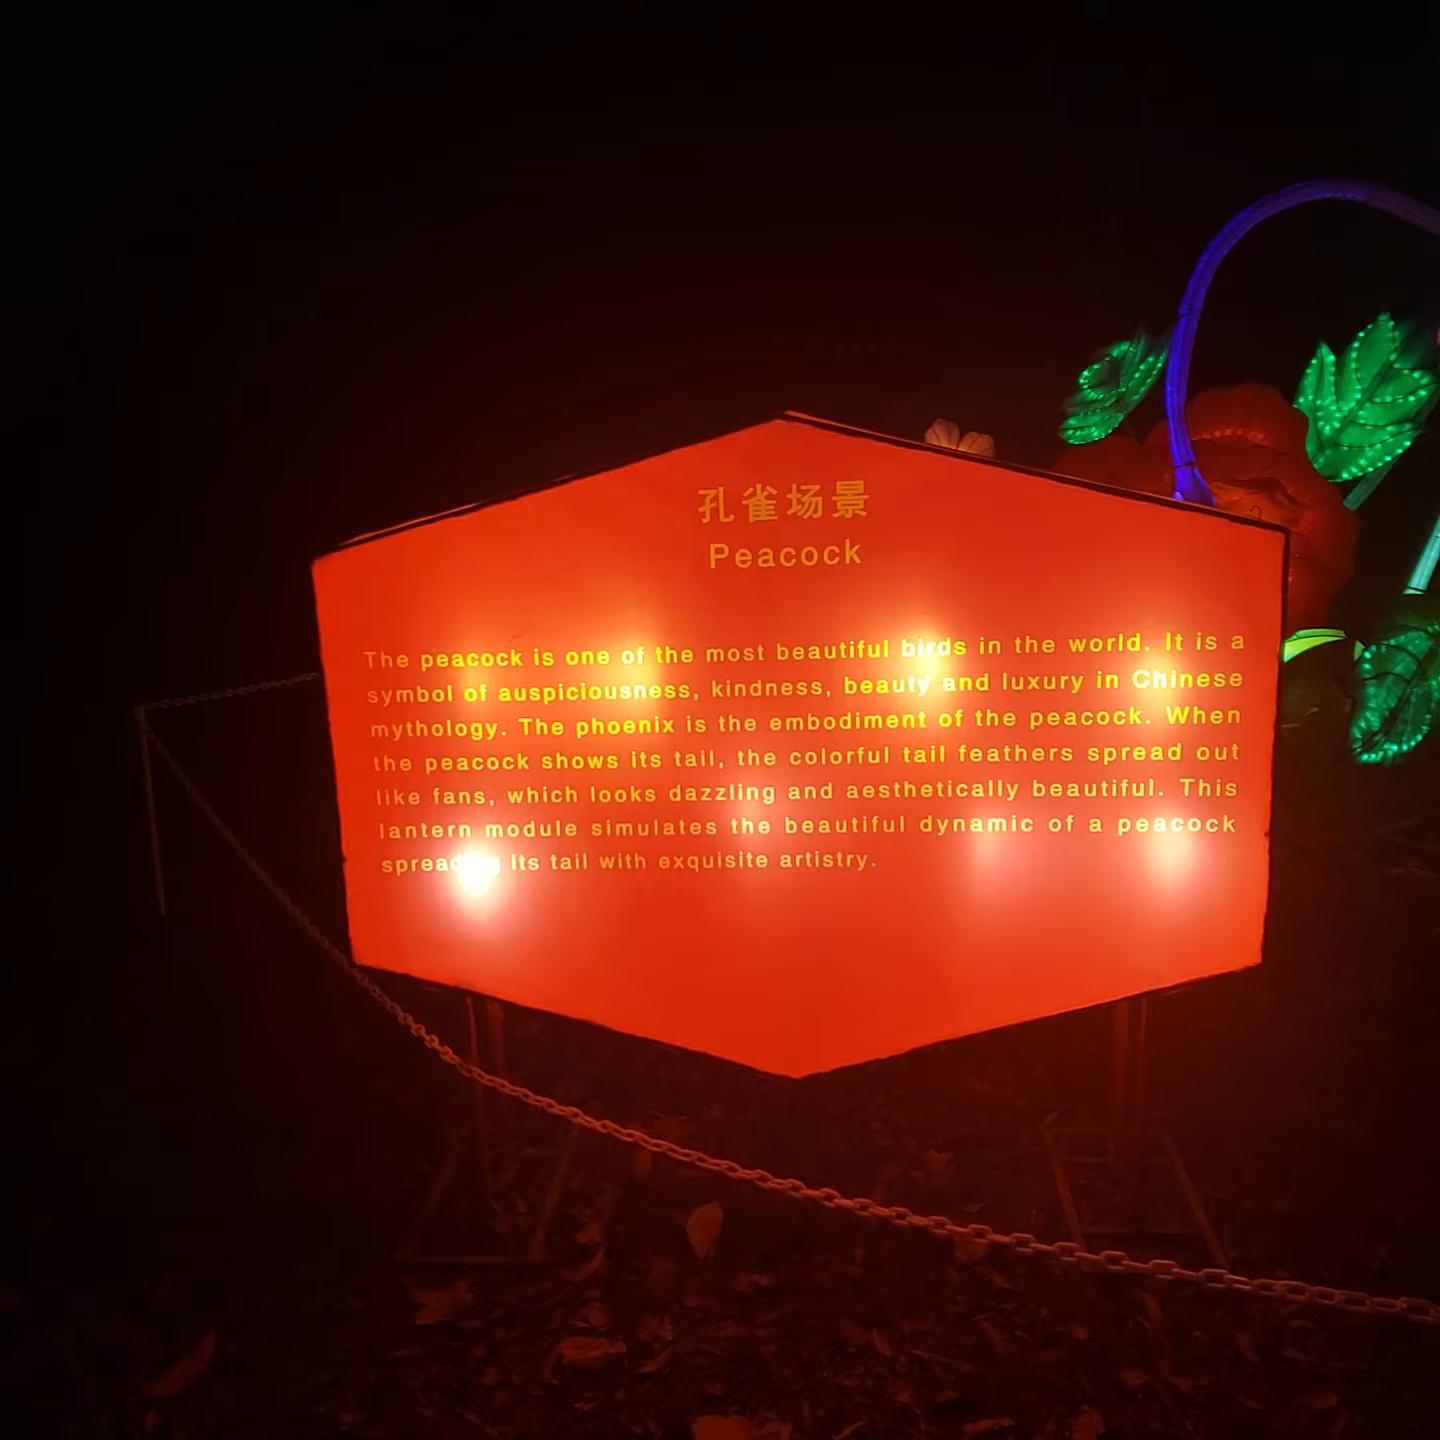 孔雀场景
Peacock
The peacock is one of the most beautiful birds in the world. It is a
symbol of auspiciousness, kindness, beauty and luxury in Chinese
mythology. The phoenix is the embodiment of the peacock. When
the peacock shows its tail, the colorful tail feathers spread out
like fans, which looks dazzling and aesthetically beautiful. This
lantern module simulates the beautiful dynamic of a peacock
its tail with exquisite artistry.